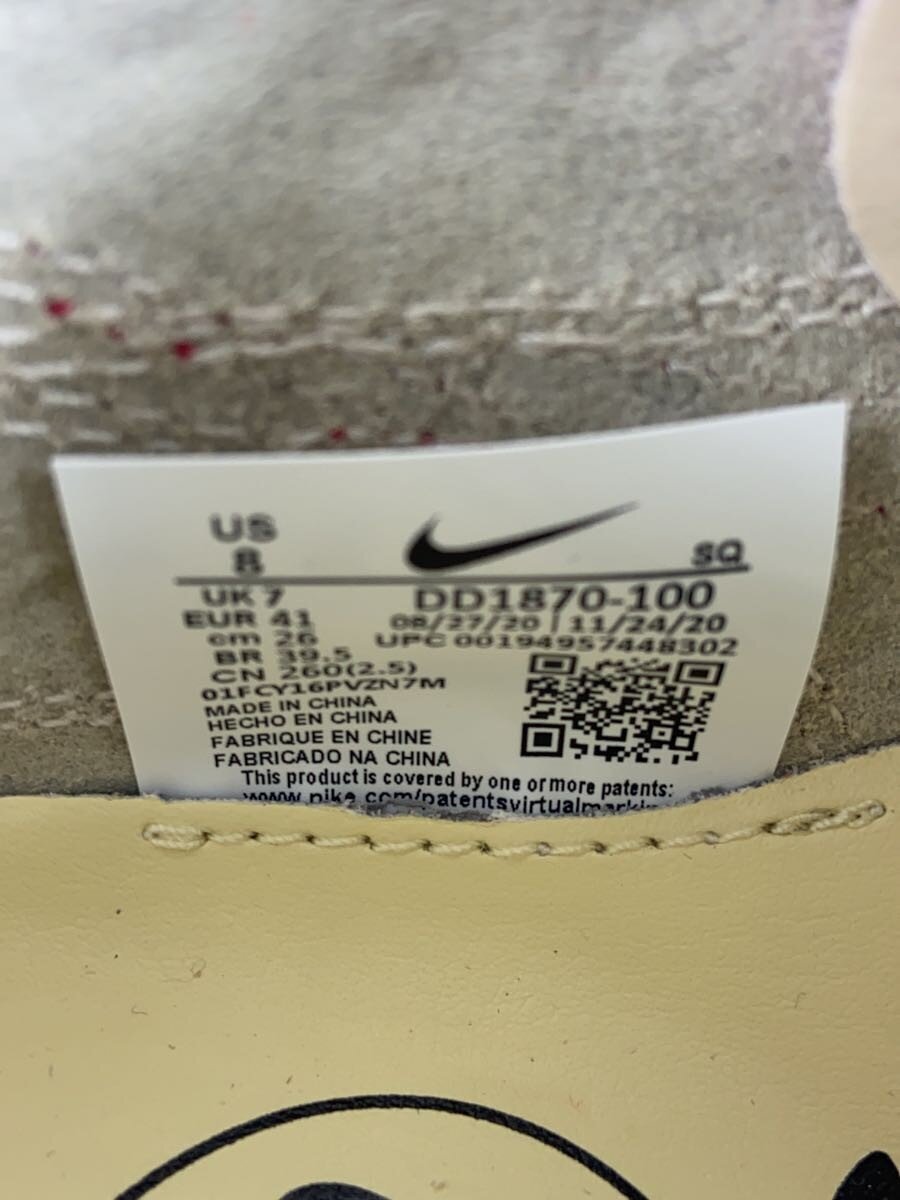 US
8
SQ
UK 7
DD1870-100
EUR 41
08/27/20 | 11/24/20
cm 26
UPC 00194957448302
BR 39.5
CN 260(2.5)
01FCY16PVZN7M
MADE IN CHINA
HECHO EN CHINA
FABRIQUE EN CHINE
FABRICADO NA CHINA
This product is covered by one or more patents: